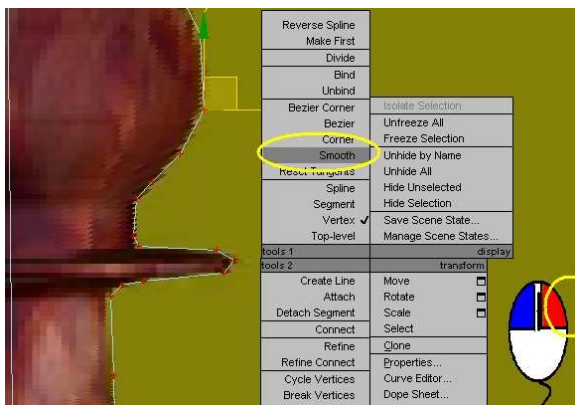 Reverse Spline
Make First
Divide
Bind
Unbind
Bezier Corner
Bezier
Corner
Smooth
Reset Tangents
Spline
Segment
Vertex
Top-level
tools 1
Isolate Selection
Unfreeze All
Freeze Selection
Unhide by Name
Unhide All
Hide Unselected
Hide Selection
Save Scene State...
Manage Scene States...
display
tools 2
Create Line
Attach
Detach Segment
Connect
Refine
Refine Connect
Cycle Vertices
Break Vertices
transform
Move
Rotate
Scale
Select
Clone
Properties...
Curve Editor...
Dope Sheet...